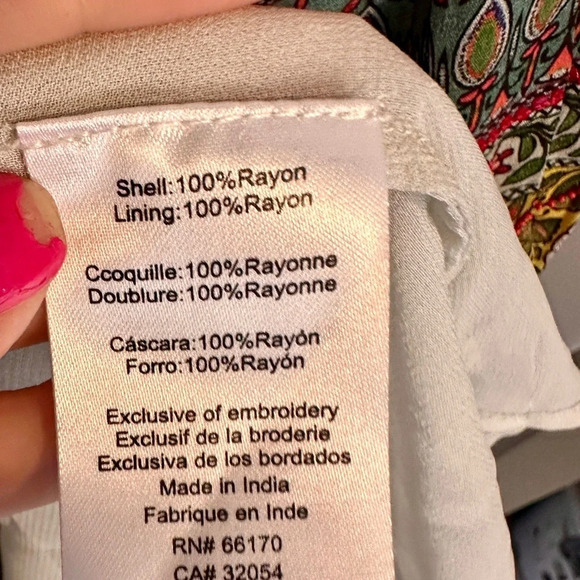 Shell:100%Rayon
Lining:100%Rayon
Ccoquille:100%Rayonne
Doublure:100%Rayonne
Cáscara:100%Rayón
Forro:100%Rayón
Exclusive of embroidery
Exclusif de la broderie
Exclusiva de los bordados
Made in India
Fabrique en Inde
RN# 66170
CA# 32054